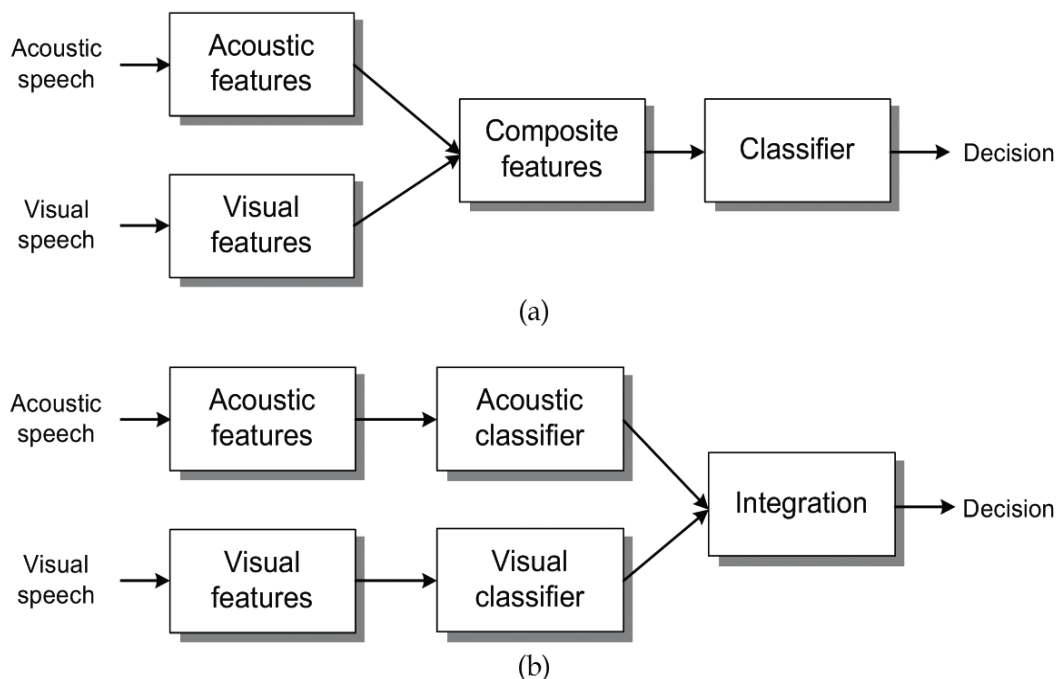 Acoustic
speech
Acoustic
features
Visual
speech
Visual
features
Composite
features
Classifier
Decision
(a)
Acoustic
speech
Acoustic
features
Acoustic
classifier
Visual
speech
Visual
features
Visual
classifier
Integration
Decision
(b)